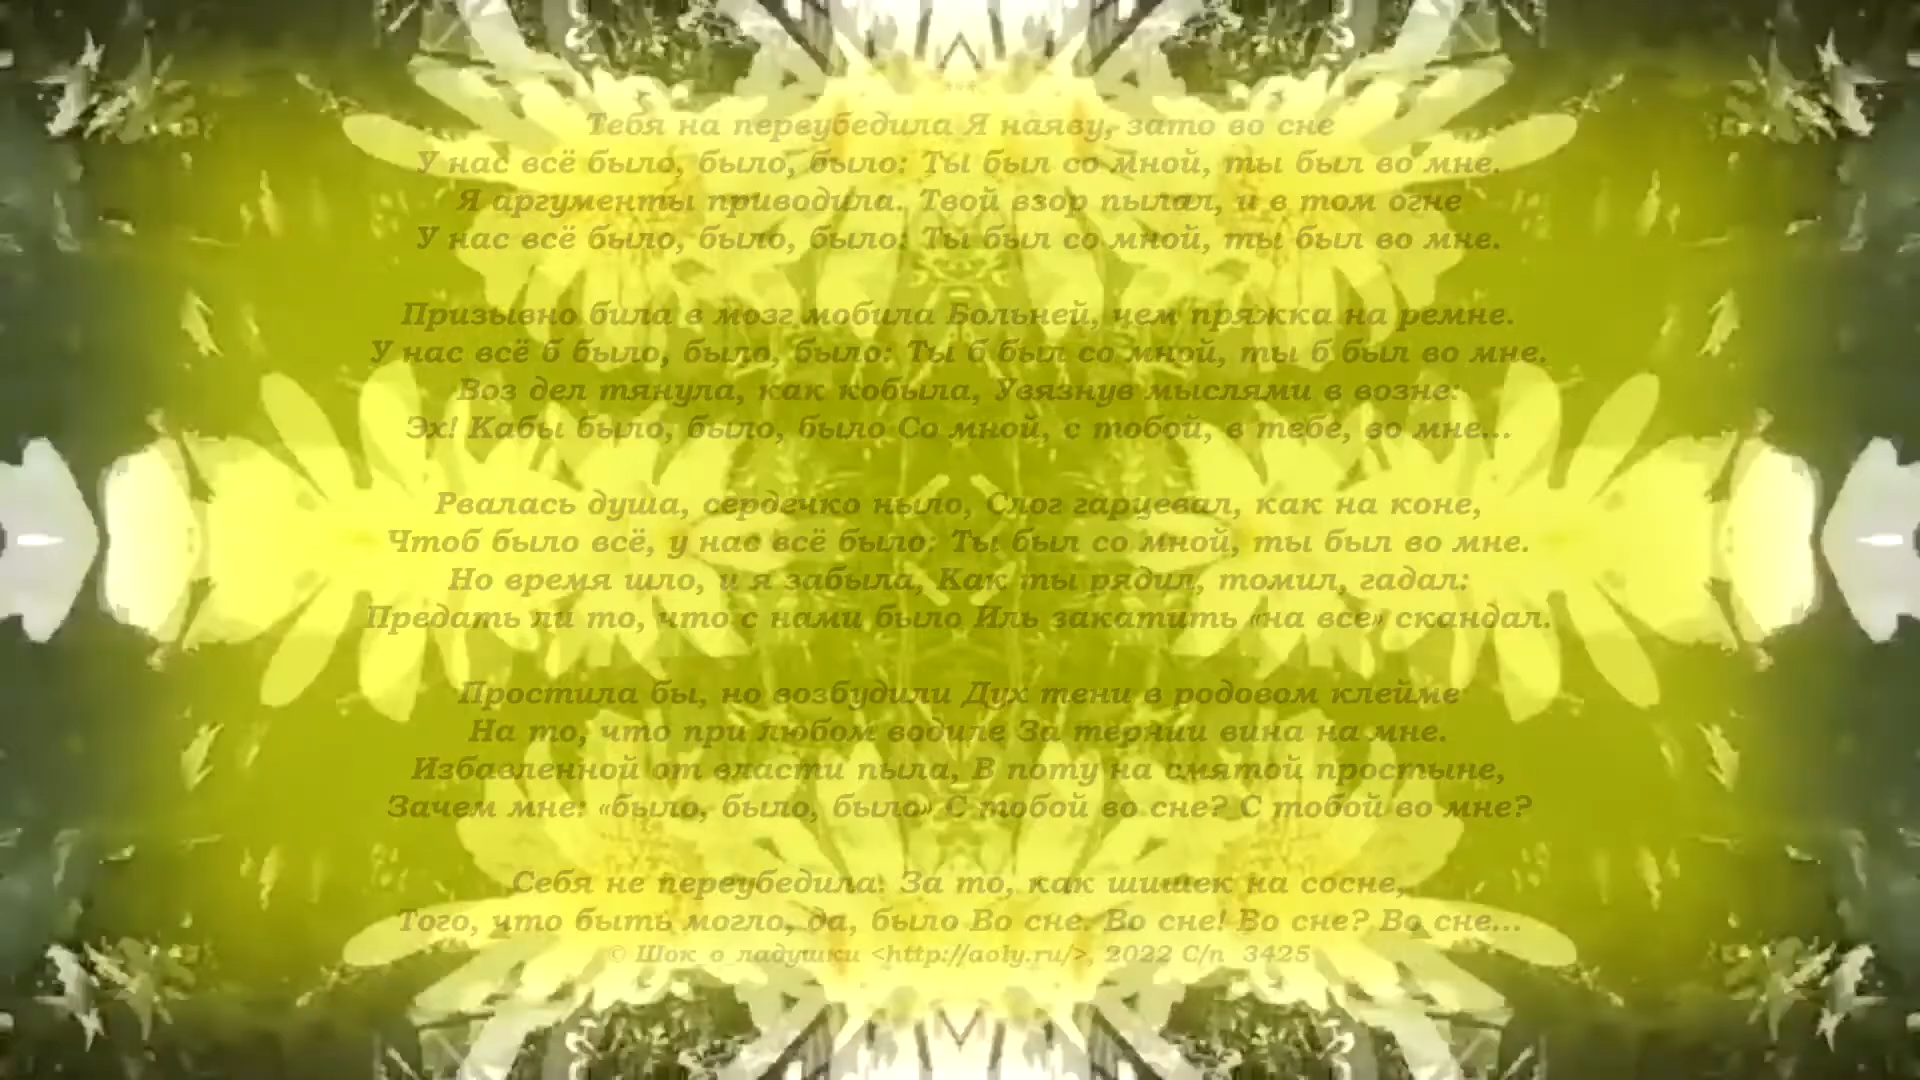 ***
Тебя на переубедила Я наяву, зато во сне
У нас всё было, было, было: Ты был со мной, ты был во мне.
Я аргументы приводила. Твой взор пылал, и в том огне
У нас всё было, было, было: Ты был со мной, ты был во мне.
Призывно била в мозг мобила Больней, чем пряжка на ремне.
У нас всё б было, было, было: Ты б был со мной, ты б был во мне.
Воз дел тянула, как кобыла, Увязнув мыслями в возне:
Эх! Кабы было, было, было Со мной, с тобой, в тебе, во мне...
Рвалась душа, сердечко ныло, Слог гарцевал, как на коне,
Чтоб было всё, у нас всё было: Ты был со мной, ты был во мне.
Но время шло, и я забыла, Как ты рядил, томил, гадал:
Предать ли то, что с нами было Иль закатить «на все» скандал.
Простила бы, но возбудили Дух тени в родовом клейме
На то, что при любом водиле За тернии вина на мне.
Избавленной от власти пыла, В поту на смятой простыне,
Зачем мне: «было, было, было» С тобой во сне? С тобой во мне?
Себя не переубедила: За то, как шишек на сосне,
Того, что быть могло, да, было Во сне. Во сне! Во сне? Во сне...
© Шок_о_ладушки <http://aoly.ru/>, 2022 С/п_3425